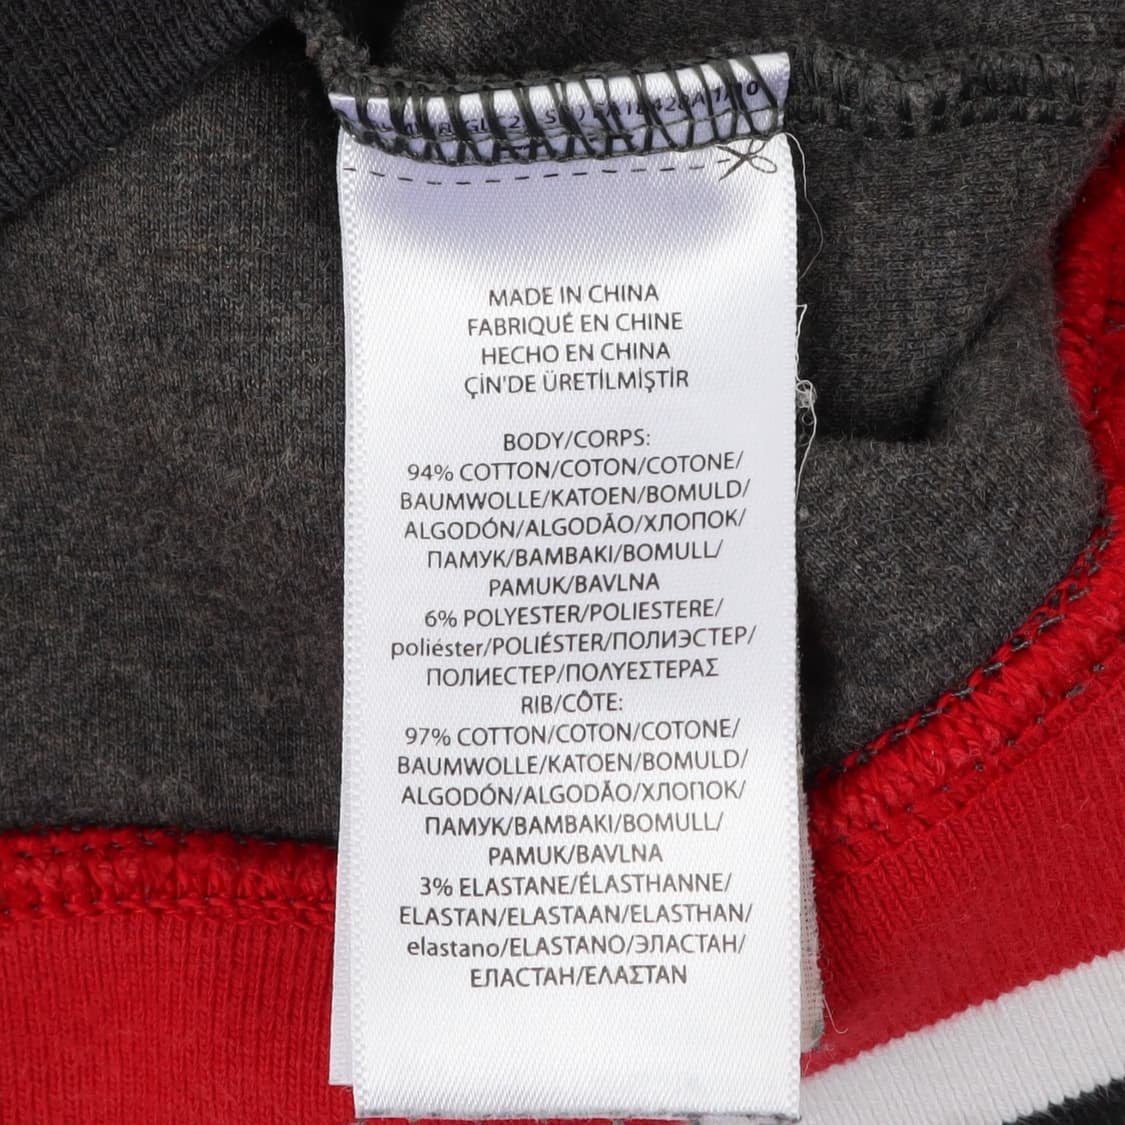 MADE IN CHINA
FABRIQUÉ EN CHINE
HECHO EN CHINA
ÇİN'DE ÜRETİLMİŞTİR
BODY/CORPS:
94% COTTON/COTON/COTONE/
BAUMWOLLE/KATOEN/BOMULD/
ALGODÓN/ALGODÃO/ХЛОПОК/
ПАМУК/BAMBAKI/BOMULL/
PAMUK/BAVLNA
6% POLYESTER/POLIESTERE/
poliéster/POLIÉSTER/ПОЛИЭСТЕР/
ПОЛИЕСТЕР/ΠΟΛΥΕΣΤΕΡΑΣ
RIB/CÔTE:
97% COTTON/COTON/COTONE/
BAUMWOLLE/KATOEN/BOMULD/
ALGODÓN/ALGODÃO/ХЛОПОК/
ПАМУК/BAMBAKI/BOMULL/
PAMUK/BAVLNA
3% ELASTANE/ÉLASTHANNE/
ELASTAN/ELASTAAN/ELASTHAN/
elastano/ELASTANO/ЭЛАСТАН/
ЕЛАСТАН/ΕΛΑΣΤΑΝ